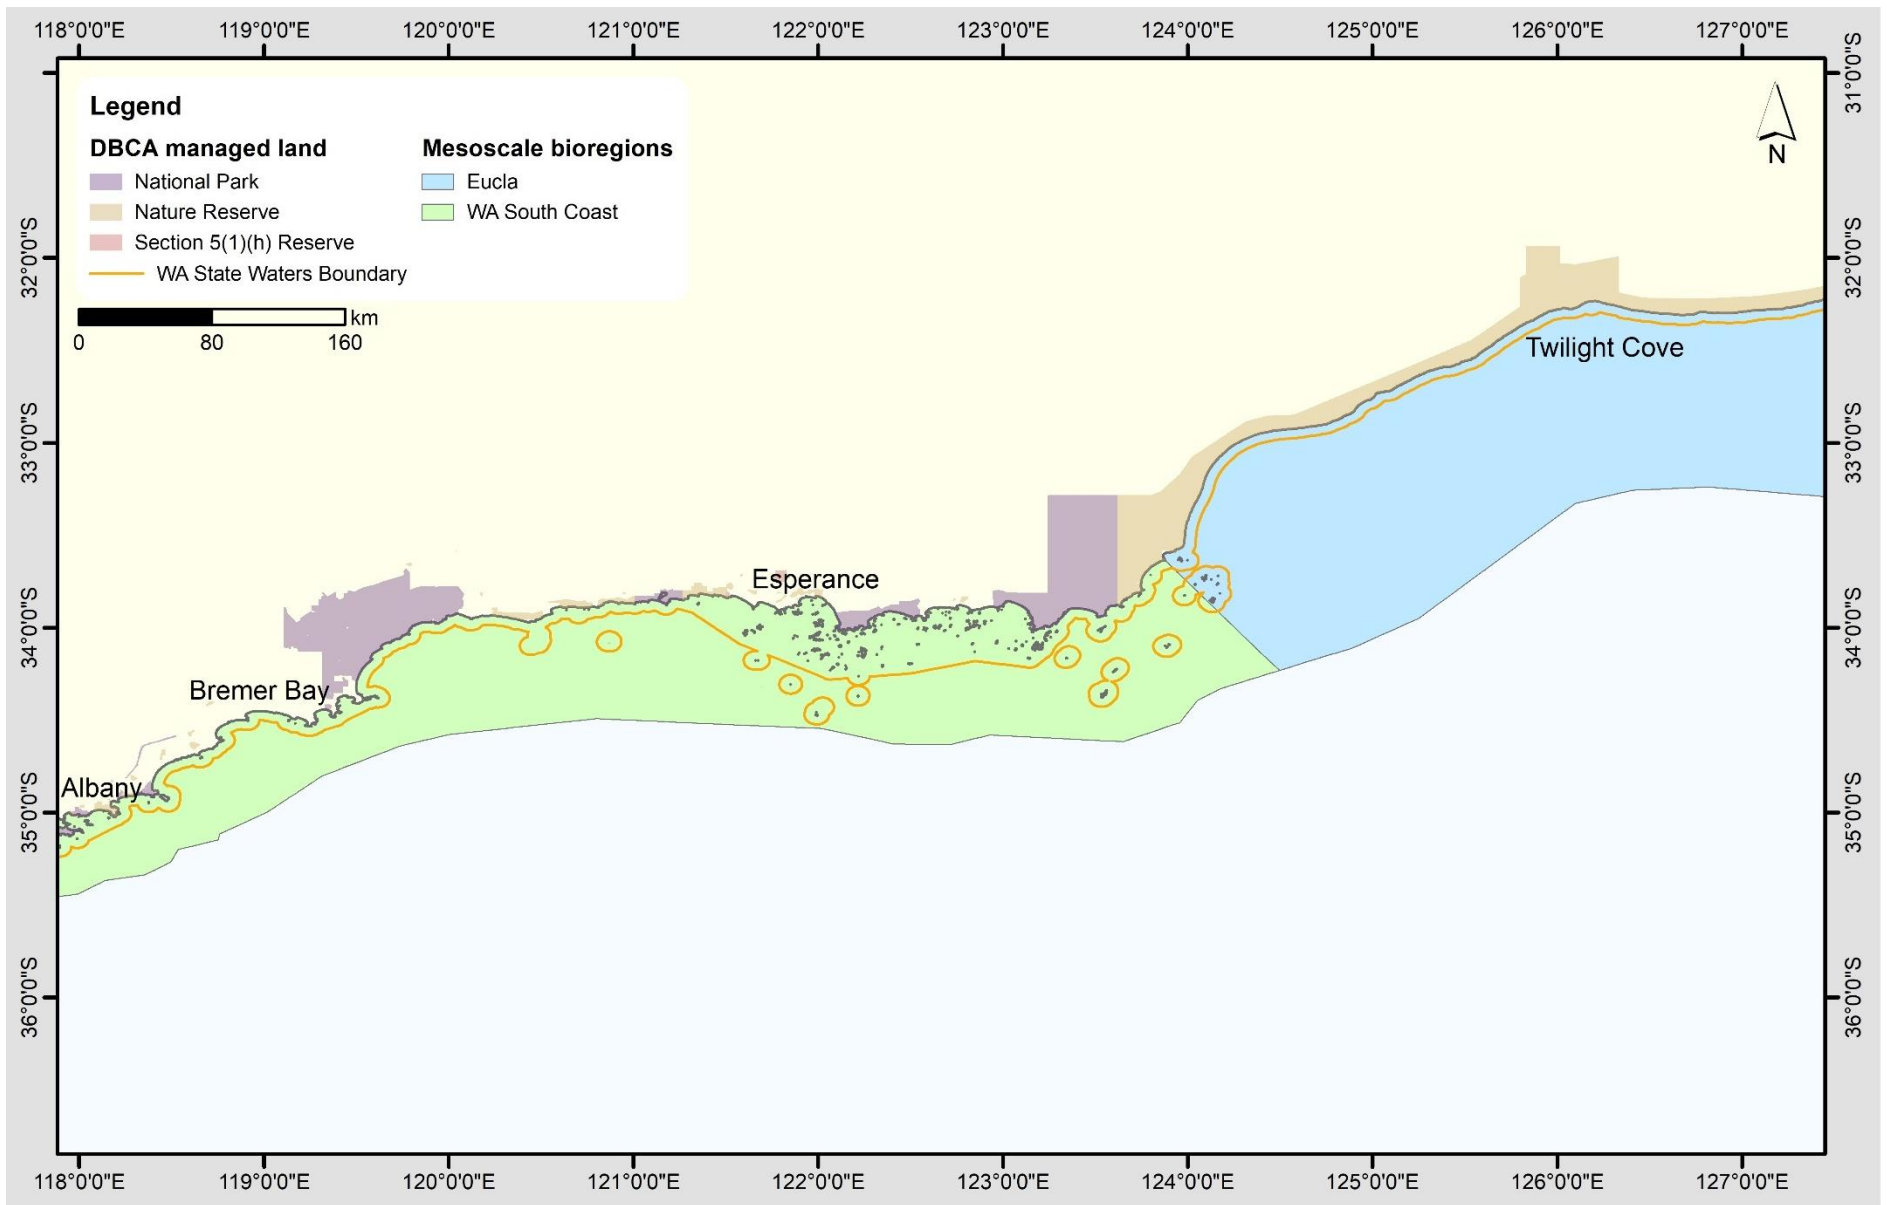 118°0'0"E 119°0'0"E 120°0'0"E 121°0'0"E 122°0'0"E 123°0'0"E 124°0'0"E 125°0'0"E 126°0'0"E 127°0'0"E
Legend
DBCA managed land
National Park
Nature Reserve
Section 5(1)(h) Reserve
WA State Waters Boundary
Mesoscale bioregions
Eucla
WA South Coast
km
0 80 160
N
31°0'0"S
32°0'0"S 32°0'0"S
Twilight Cove
33°0'0"S 33°0'0"S
Esperance
34°0'0"S 34°0'0"S
Bremer Bay
Albany
35°0'0"S 35°0'0"S
36°0'0"S 36°0'0"S
118°0'0"E 119°0'0"E 120°0'0"E 121°0'0"E 122°0'0"E 123°0'0"E 124°0'0"E 125°0'0"E 126°0'0"E 127°0'0"E